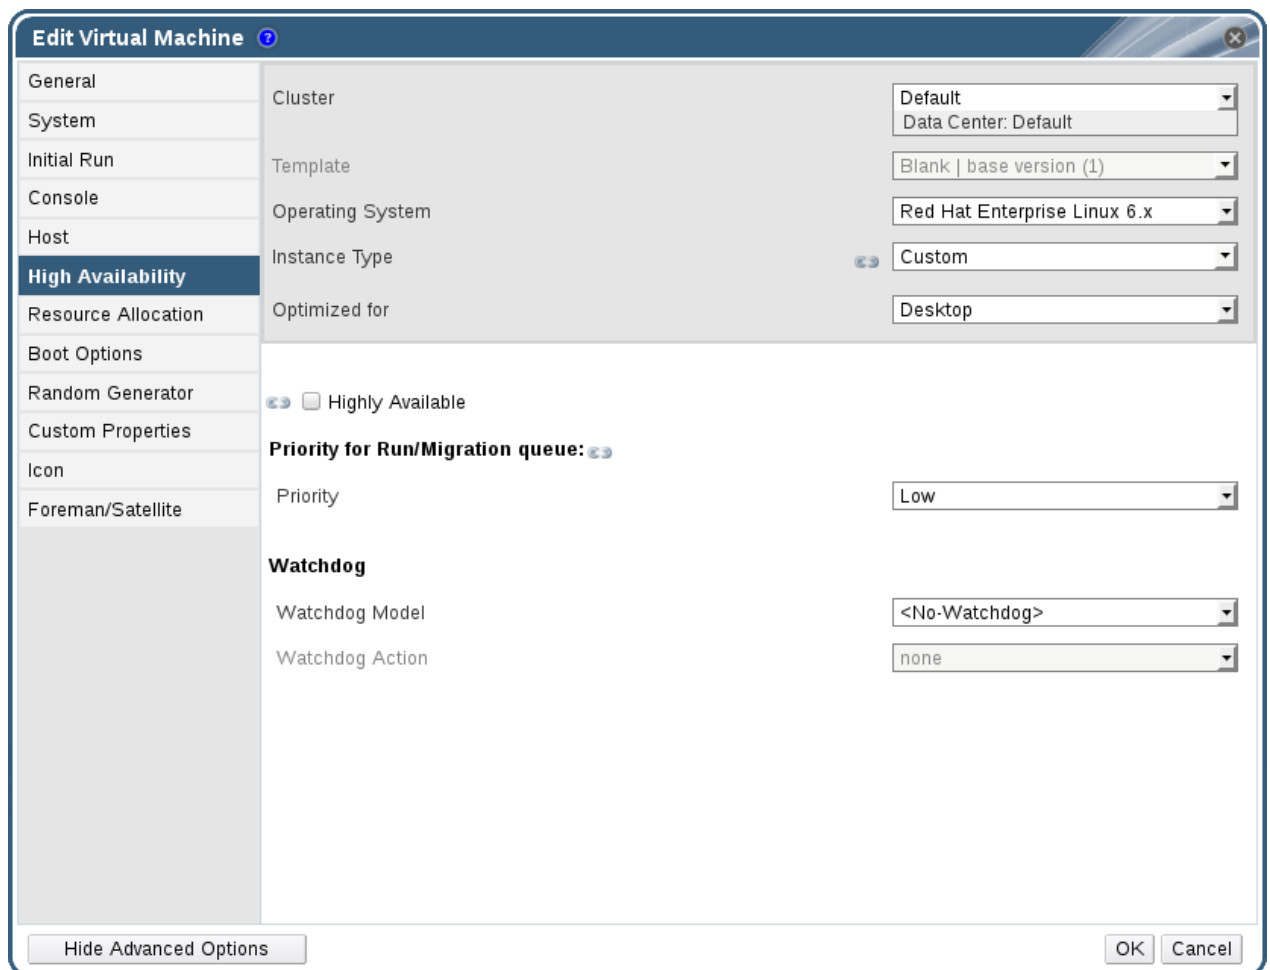 Edit Virtual Machine ?
General
System
Initial Run
Console
Host
High Availability
Resource Allocation
Boot Options
Random Generator
Custom Properties
Icon
Foreman/Satellite
Cluster Default
Data Center: Default
Template Blank | base version (1)
Operating System Red Hat Enterprise Linux 6.x
Instance Type Custom
Optimized for Desktop
Highly Available
Priority for Run/Migration queue:
Priority Low
Watchdog
Watchdog Model <No-Watchdog>
Watchdog Action none
Hide Advanced Options OK Cancel